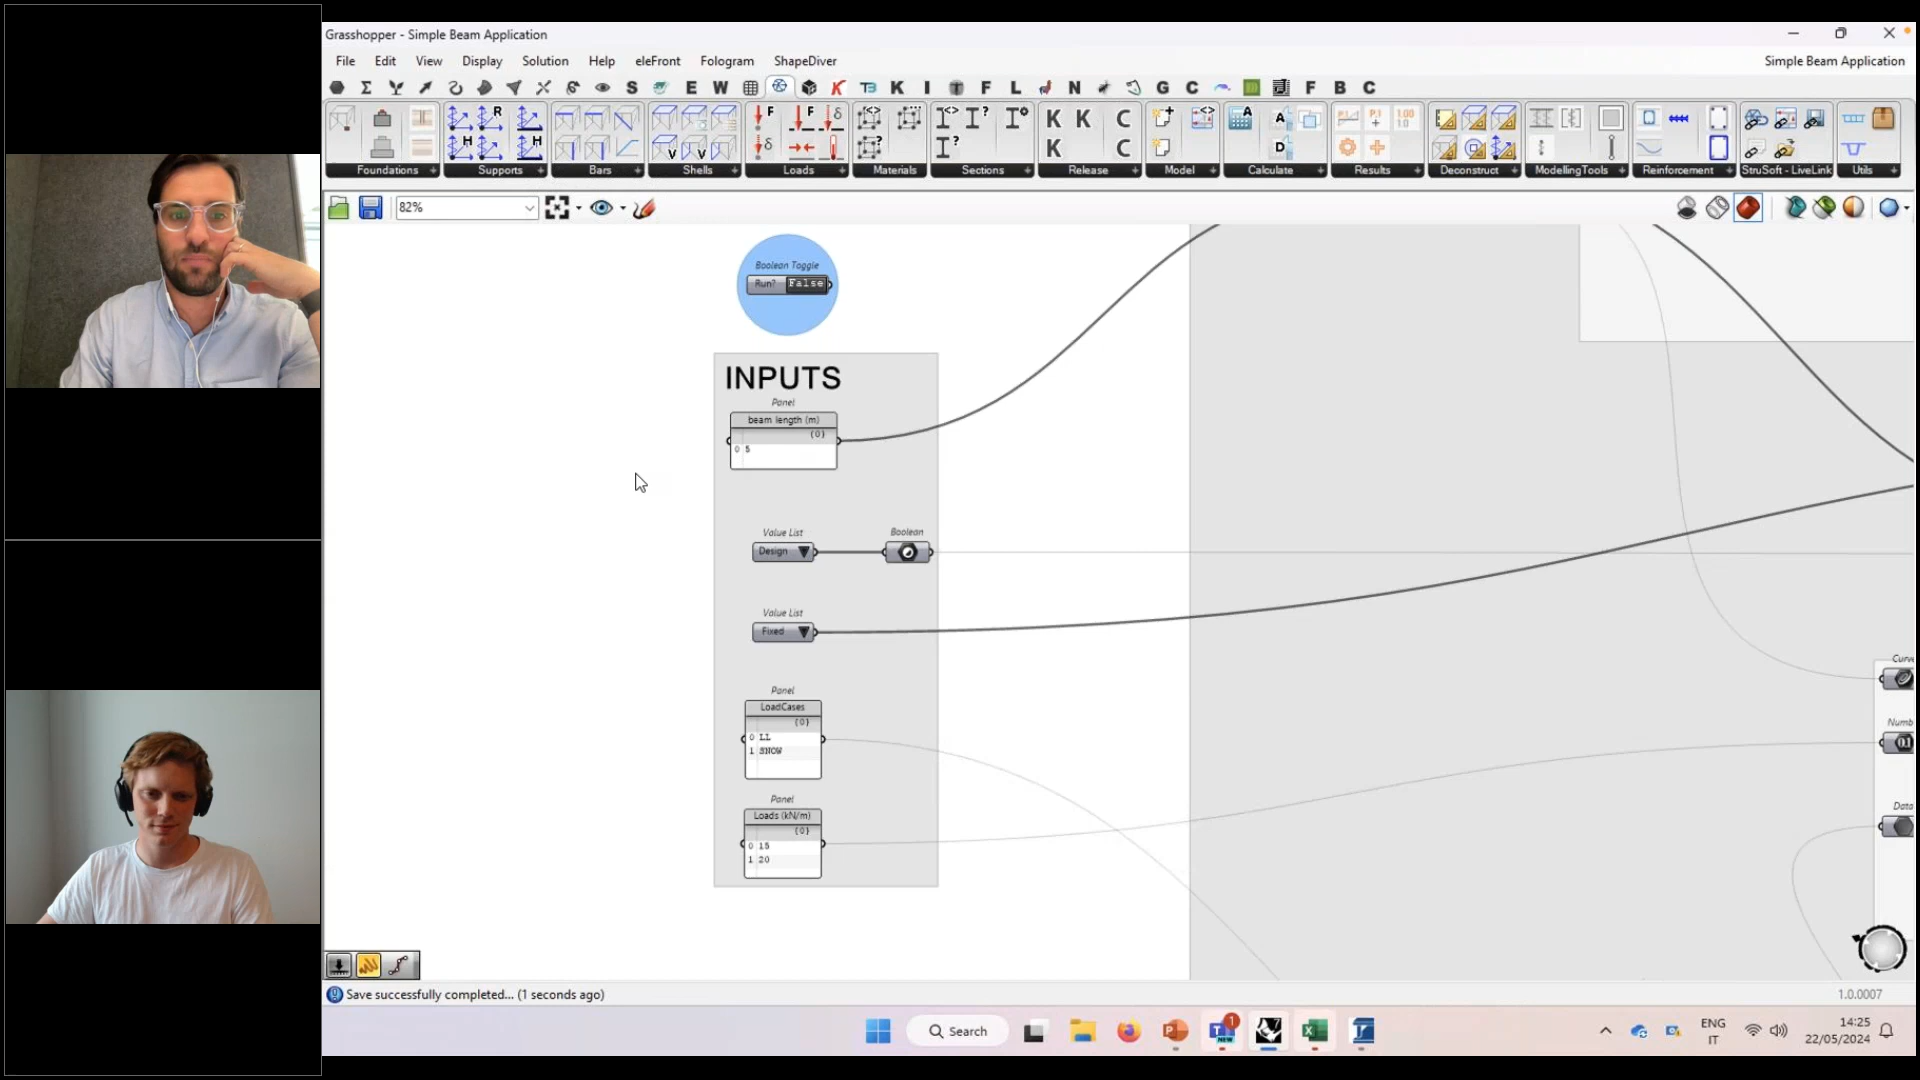 Grasshopper - Simple Beam Application
File Edit View Display Solution Help eleFront Fologram ShapeDiver
Simple Beam Application
Foundations Supports Bars Shells Loads Materials Sections Release Model Calculate Results Deconstruct ModellingTools Reinforcement StruSoft - LiveLink Utils
82%
Boolean Toggle
Run? False
INPUTS
Panel
beam length (m)
{0}
0 5
Value List
Design
Boolean
Value List
Fixed
Panel
LoadCases
{0}
0 LL
1 SNOW
Panel
Loads (kN/m)
{0}
0 15
1 20
Curve
Numb
Data
Save successfully completed... (1 seconds ago)
1.0.0007
Search
ENG
IT
14:25
22/05/2024